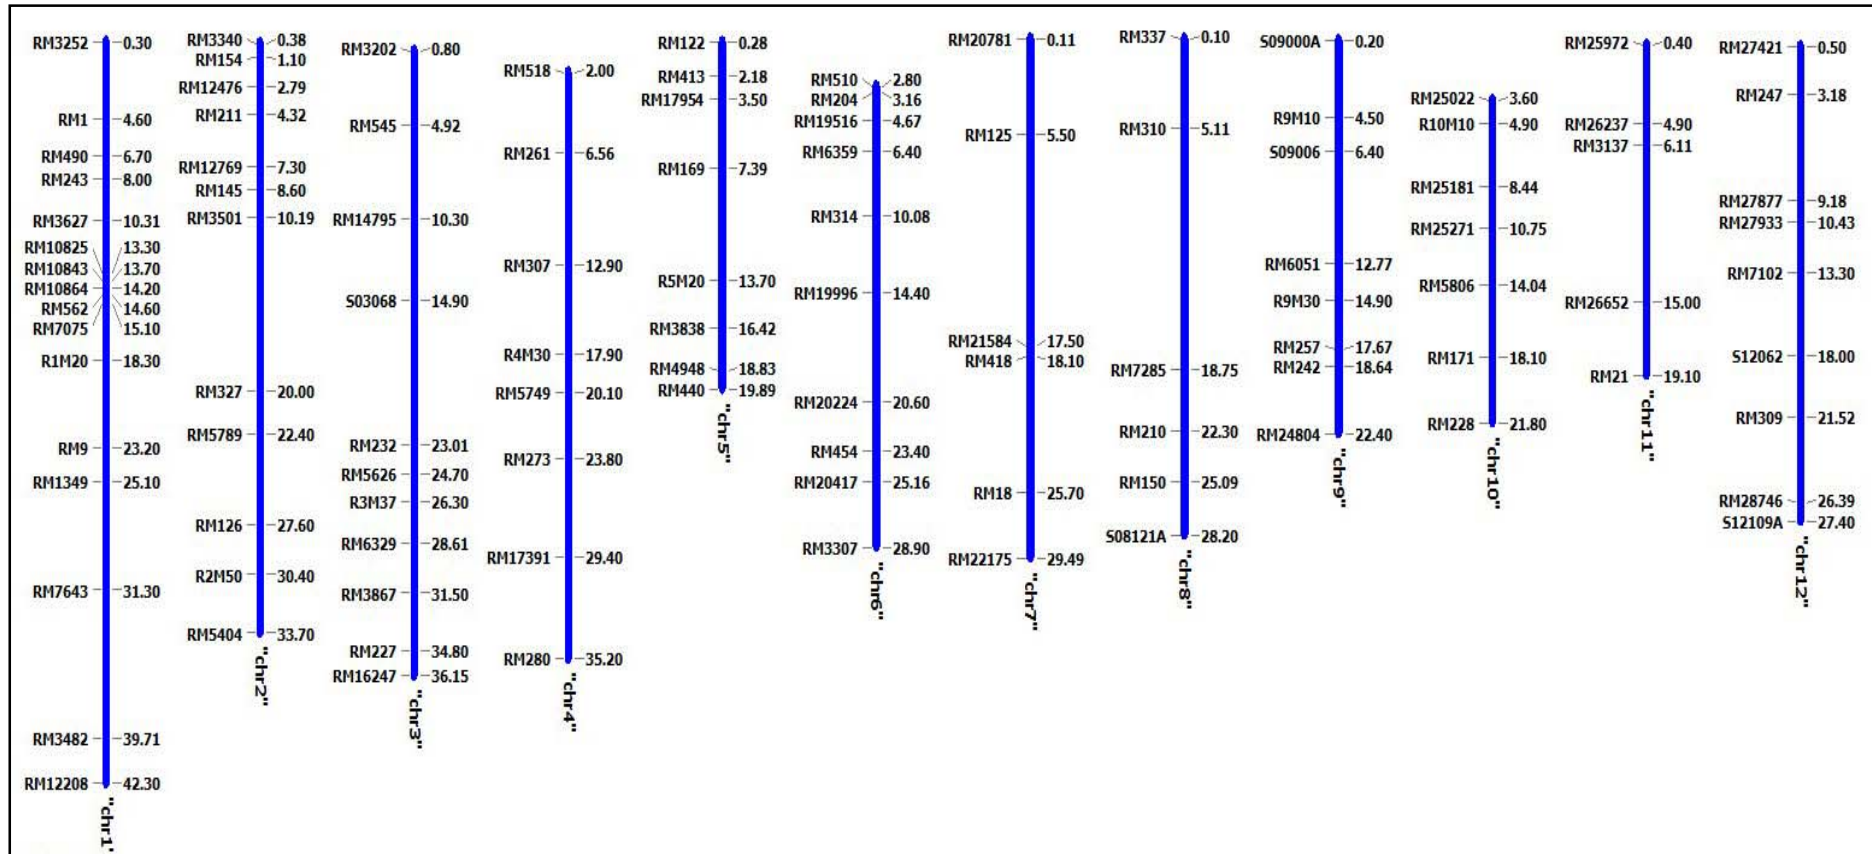 RM3252 0.30
RM1 4.60
RM490 6.70
RM243 8.00
RM3627 10.31
RM10825 13.30
RM10843 13.70
RM10864 14.20
RM562 14.60
RM7075 15.10
R1M20 18.30
RM9 23.20
RM1349 25.10
RM7643 31.30
RM3482 39.71
RM12208 42.30
"chr1'
RM3340 0.38
RM154 1.10
RM12476 2.79
RM211 4.32
RM12769 7.30
RM145 8.60
RM3501 10.19
RM327 20.00
RM5789 22.40
RM126 27.60
R2M50 30.40
RM5404 33.70
"chr2"
RM3202 0.80
RM545 4.92
RM14795 10.30
S03068 14.90
RM232 23.01
RM5626 24.70
R3M37 26.30
RM6329 28.61
RM3867 31.50
RM227 34.80
RM16247 36.15
"chr3"
RM518 2.00
RM261 6.56
RM307 12.90
R4M30 17.90
RM5749 20.10
RM273 23.80
RM17391 29.40
RM280 35.20
"chr4"
RM122 0.28
RM413 2.18
RM17954 3.50
RM169 7.39
R5M20 13.70
RM3838 16.42
RM4948 18.83
RM440 19.89
"chr5"
RM510 2.80
RM204 3.16
RM19516 4.67
RM6359 6.40
RM314 10.08
RM19996 14.40
RM20224 20.60
RM454 23.40
RM20417 25.16
RM3307 28.90
"chr6"
RM20781 0.11
RM125 5.50
RM21584 17.50
RM418 18.10
RM18 25.70
RM22175 29.49
"chr7"
RM337 0.10
RM310 5.11
RM7285 18.75
RM210 22.30
RM150 25.09
S08121A 28.20
"chr8"
S09000A 0.20
R9M10 4.50
S09006 6.40
RM6051 12.77
R9M30 14.90
RM257 17.67
RM242 18.64
RM24804 22.40
"chr9"
RM25022 3.60
R10M10 4.90
RM25181 8.44
RM25271 10.75
RM5806 14.04
RM171 18.10
RM228 21.80
"chr10"
RM25972 0.40
RM26237 4.90
RM3137 6.11
RM26652 15.00
RM21 19.10
"chr11"
RM27421 0.50
RM247 3.18
RM27877 9.18
RM27933 10.43
RM7102 13.30
S12062 18.00
RM309 21.52
RM28746 26.39
S12109A 27.40
"chr12"